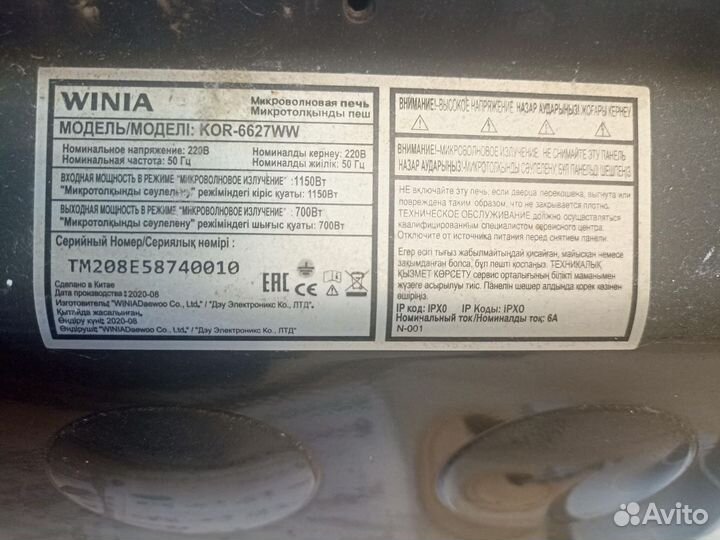 WINIA
Микроволновая печь
Микротолқынды пеш
МОДЕЛЬ/МОДЕЛІ: KOR-6627WW
Номинальное напряжение: 220В
Номинальная частота: 50 Гц
Номиналды кернеу: 220В
Номиналды жиілік: 50 Гц
ВХОДНАЯ МОЩНОСТЬ В РЕЖИМЕ "МИКРОВОЛНОВОЕ ИЗЛУЧЕНИЕ" :1150Вт
"Микротолқынды сәулелену" режиміндегі кіріс қуаты: 1150Вт
ВЫХОДНАЯ МОЩНОСТЬ В РЕЖИМЕ "МИКРОВОЛНОВОЕ ИЗЛУЧЕНИЕ" :700Вт
"Микротолқынды сәулелену" режиміндегі шығыс қуаты: 700Вт
Серийный Номер/Сериялық нөмірі :
TM208E58740010
Сделано в Китае
Дата производства :2020-08
Изготовитель: "WINIADaewoo Co., Ltd." / "Дэу Электроникс Ко., ЛТД"
Қытайда жасалынған.
Өндіру күні: 2020-08
Өндіруші: "WINIADaewoo Co., Ltd." / "Дэу Электроникс Ко., ЛТД"
EAC
CE
ВНИМАНИЕ!-ВЫСОКОЕ НАПРЯЖЕНИЕ. НАЗАР АУДАРЫҢЫЗ! ЖОҒАРЫ КЕРНЕУ
ВНИМАНИЕ!-МИКРОВОЛНОВОЕ ИЗЛУЧЕНИЕ. НЕ СНИМАЙТЕ ЭТУ ПАНЕЛЬ
НАЗАР АУДАРЫҢЫЗ!-МИКРОТОЛҚЫНДЫ СӘУЛЕЛЕНУ. БҰЛ ПАНЕЛЬДІ ШЕШПЕҢІЗ
НЕ включайте эту печь, если дверца перекошена, выгнута или
повреждена таким образом, что не закрывается плотно.
ТЕХНИЧЕСКОЕ ОБСЛУЖИВАНИЕ должно осуществляться
квалифицированным специалистом сервисного центра.
Отключите от источника питания перед снятием панели.
Егер есігі жабылмайтындай қисайған, майысқан немесе
зақымданған болса, бұл пешті қоспаңыз. ТЕХНИКАЛЫҚ
ҚЫЗМЕТ КӨРСЕТУ сервис орталығының білікті маманымен
жүзеге асырылуы тиіс. Панелін шешер алдында қорек көзінен
өшіріңіз.
IP код: IPX0 IP Коды: IPXO
Номинальный ток/Номиналды ток: 6А
N-001
Avito